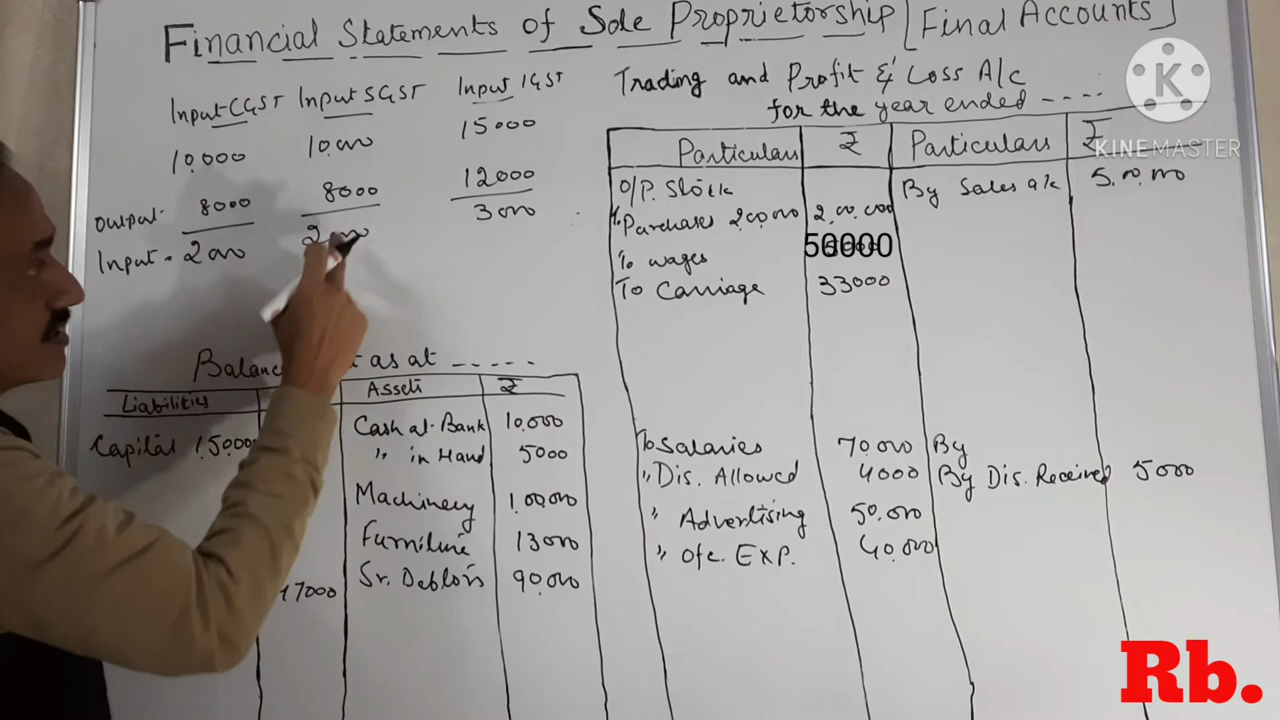 Financial Statements of Sole Proprietorship [Final Accounts]
Input CGST Input SGST Input IGST
10,000 10,000 15000
Output- 8000 8000 12000
Input - 2000 2000 3000
Trading and Profit & Loss A/c
for the year ended ----
Particulars ₹ Particulars ₹
O/P. Stock By Sales a/c 5,00,000
To Purchases 2,00,000 2,00,000
To wages 50000
To Carriage 33000
To Salaries 70,000 By
" Dis. Allowed 4000 By Dis. Received 5000
" Advertising 50,000
" Ofc. EXP. 40,000
Balance as at -----
Liabilities Assets ₹
Capital 1,5000 Cash at Bank 10,000
" in Hand 5000
Machinery 1,00,000
Furniture 13000
17000 Sr. Debtors 90,000
K
KINEMASTER
Rb.